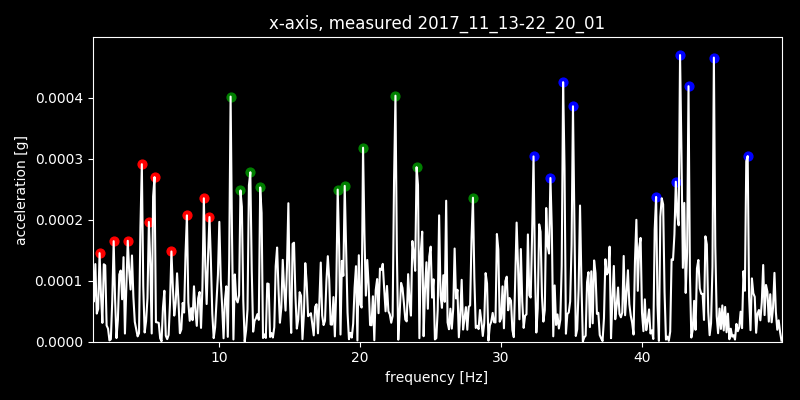 x-axis, measured 2017_11_13-22_20_01
acceleration [g]
0.0004
0.0003
0.0002
0.0001
0.0000
10 20 30 40
frequency [Hz]